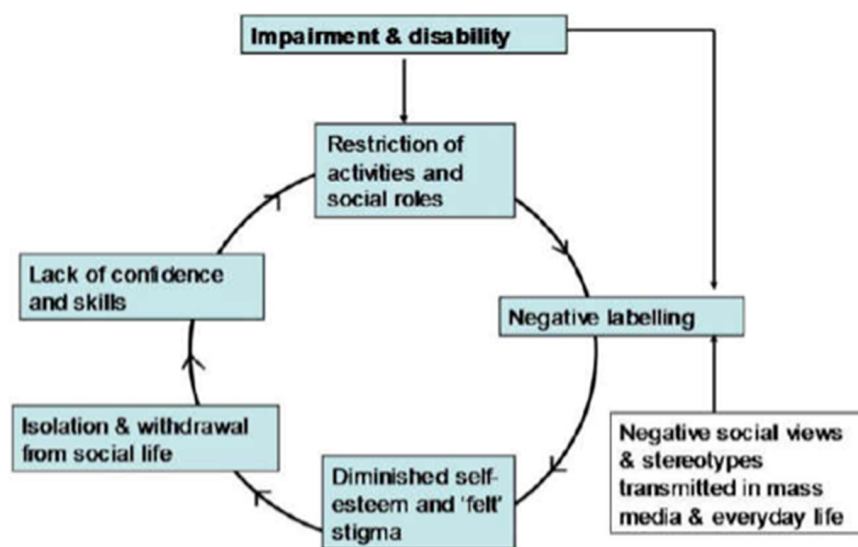 Impairment & disability
Restriction of
activities and
social roles
Lack of confidence
and skills
Negative labelling
Isolation & withdrawal
from social life
Diminished self-
esteem and 'felt'
stigma
Negative social views
& stereotypes
transmitted in mass
media & everyday life